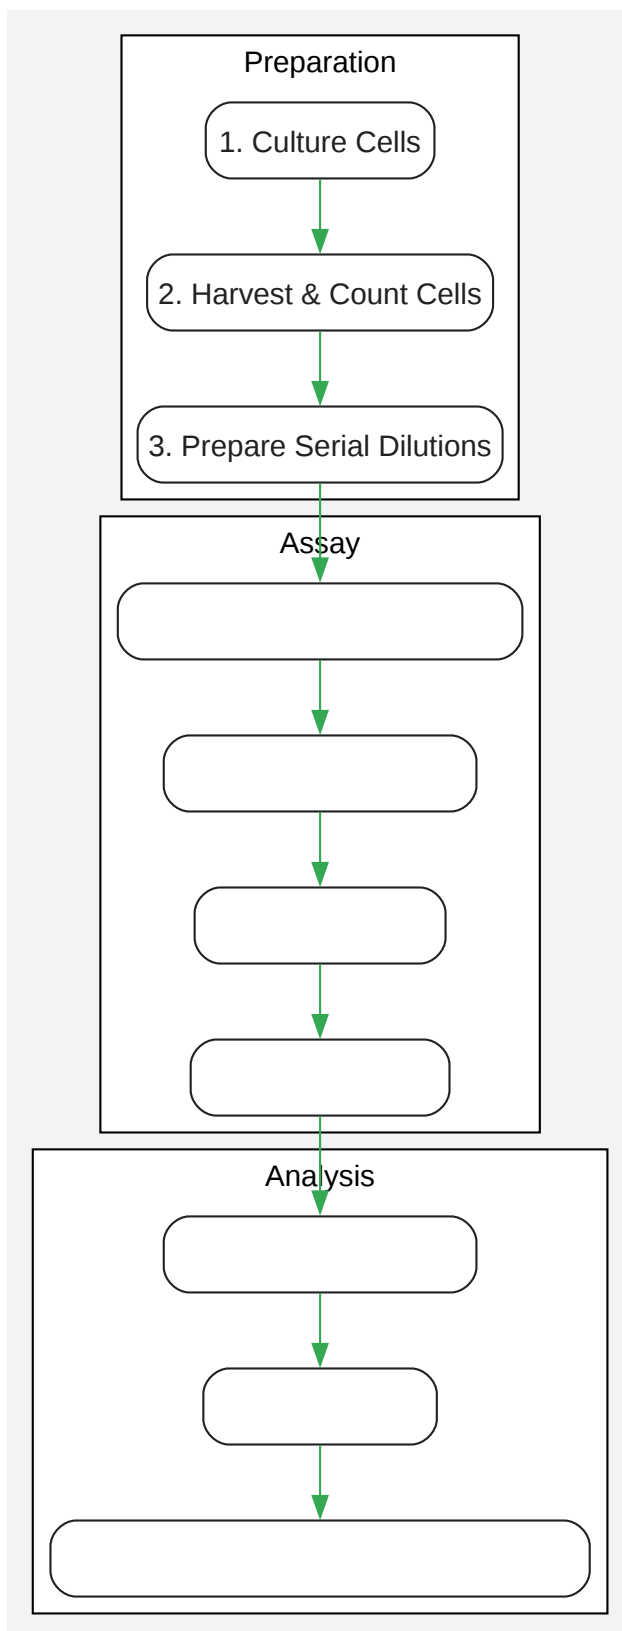 Preparation
1. Culture Cells
2. Harvest & Count Cells
3. Prepare Serial Dilutions
Assay
Analysis